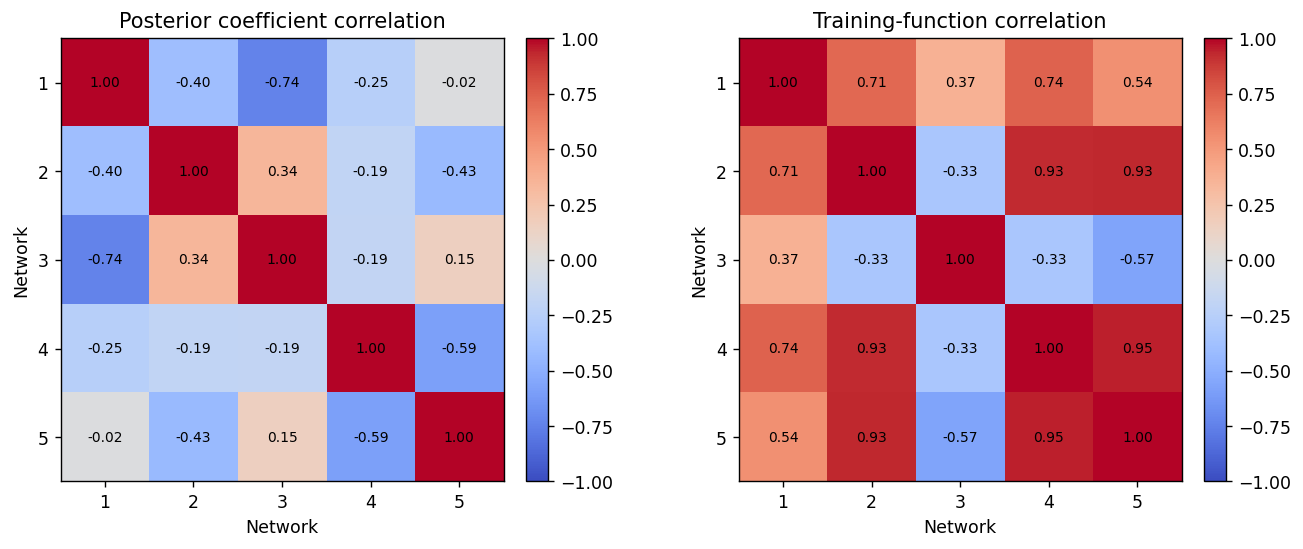 Posterior coefficient correlation
1.00 -0.40 -0.74 -0.25 -0.02
-0.40 1.00 0.34 -0.19 -0.43
-0.74 0.34 1.00 -0.19 0.15
-0.25 -0.19 -0.19 1.00 -0.59
-0.02 -0.43 0.15 -0.59 1.00
1
2
3
4
5
Network
1 2 3 4 5
Network
1.00
0.75
0.50
0.25
0.00
−0.25
−0.50
−0.75
−1.00
Training-function correlation
1.00 0.71 0.37 0.74 0.54
0.71 1.00 -0.33 0.93 0.93
0.37 -0.33 1.00 -0.33 -0.57
0.74 0.93 -0.33 1.00 0.95
0.54 0.93 -0.57 0.95 1.00
1
2
3
4
5
Network
1 2 3 4 5
Network
1.00
0.75
0.50
0.25
0.00
−0.25
−0.50
−0.75
−1.00